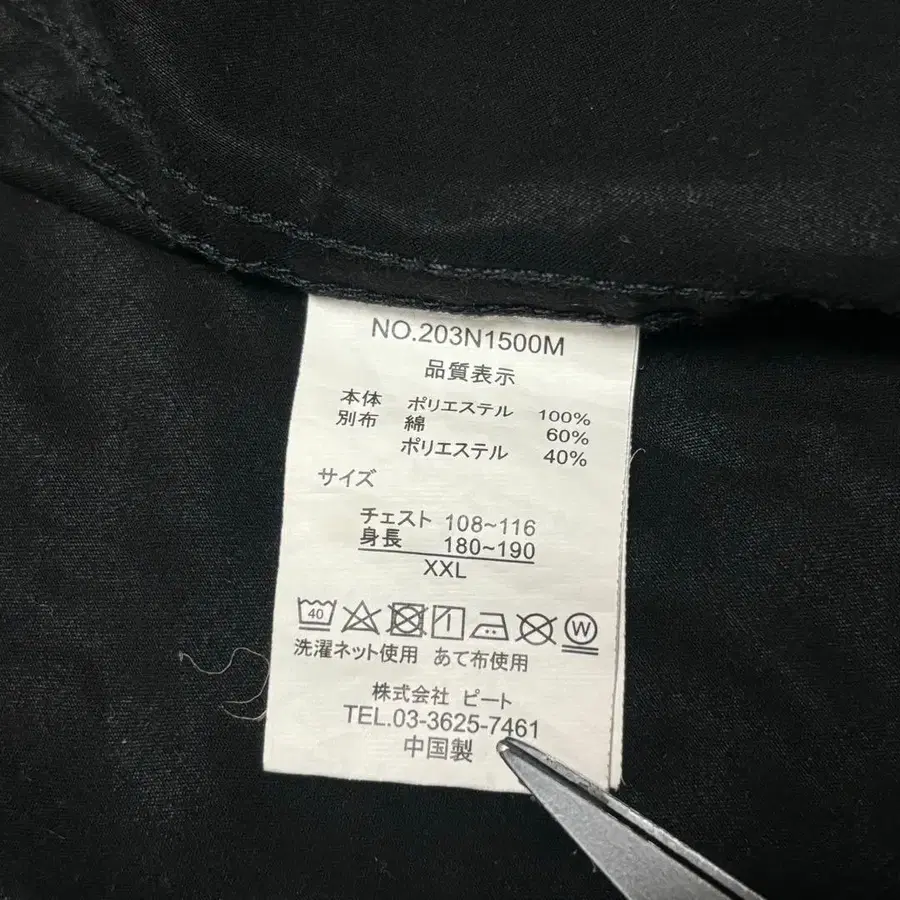 NO.203N1500M
品質表示
本体 ポリエステル 100%
別布 綿 60%
ポリエステル 40%
サイズ
チェスト 108~116
身長 180~190
XXL
40 W
洗濯ネット使用 あて布使用
株式会社 ピート
TEL.03-3625-7461
中国製